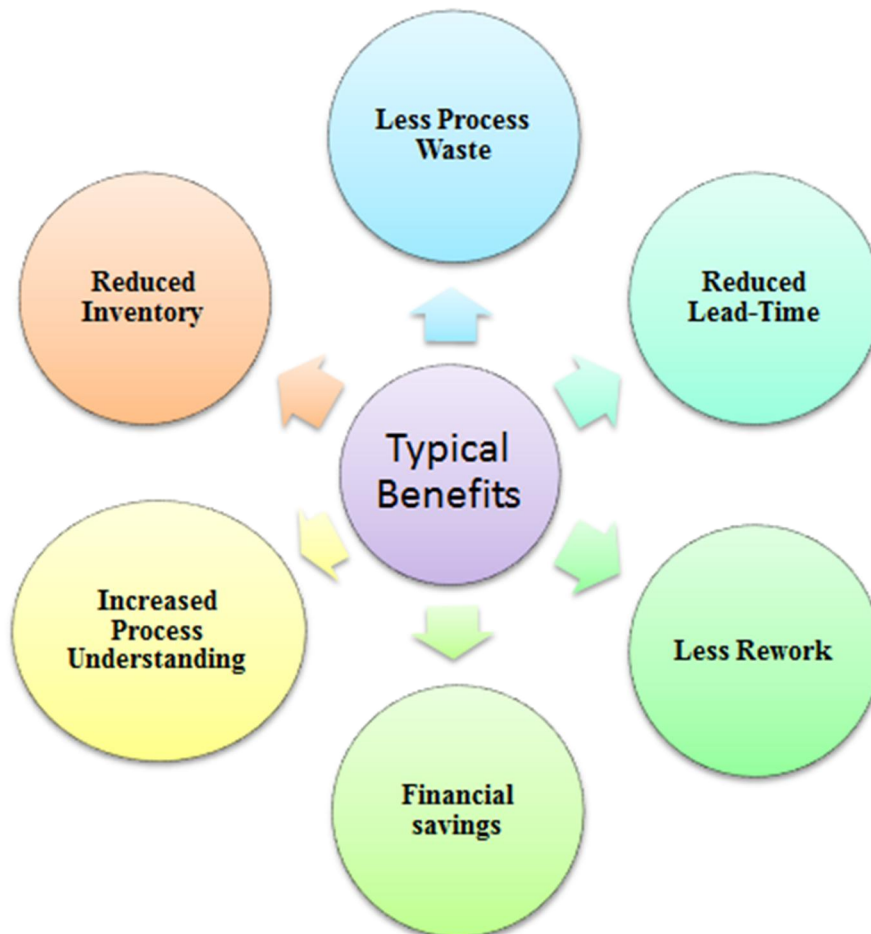 Less Process
Waste
Reduced
Lead-Time
Less Rework
Financial
savings
Increased
Process
Understanding
Reduced
Inventory
Typical
Benefits